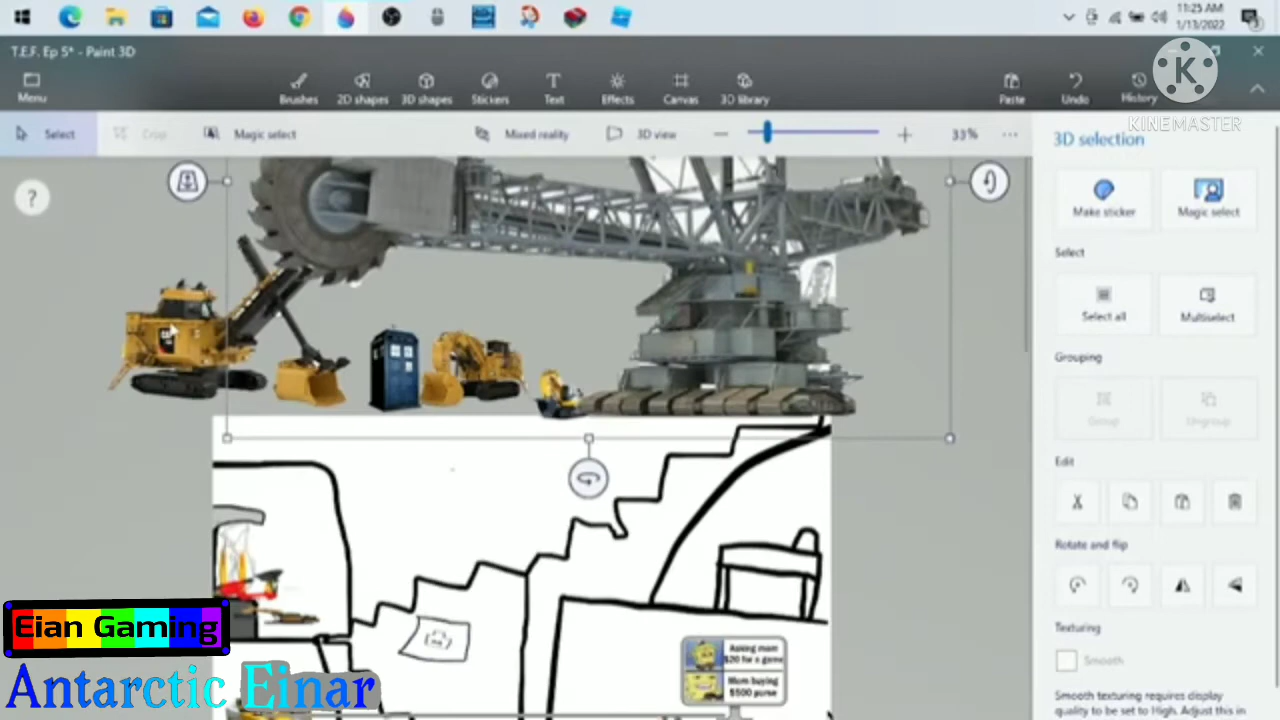 11:25 AM
1/13/2022
T.E.F. Ep 5* - Paint 3D
Menu
Brushes
2D shapes
3D shapes
Stickers
Text
Effects
Canvas
3D library
Paste
Undo
History
K
KINEMASTER
Select
Crop
Magic select
Mixed reality
3D view
33%
3D selection
?
Make sticker
Magic select
Select
Select all
Multiselect
Grouping
Group
Ungroup
Edit
Rotate and flip
Texturing
Smooth
Smooth texturing requires display
quality to be set to High. Adjust this in
Asking mom
$20 for a game
Mom buying
$500 purse
Eian Gaming
Antarctic Einar